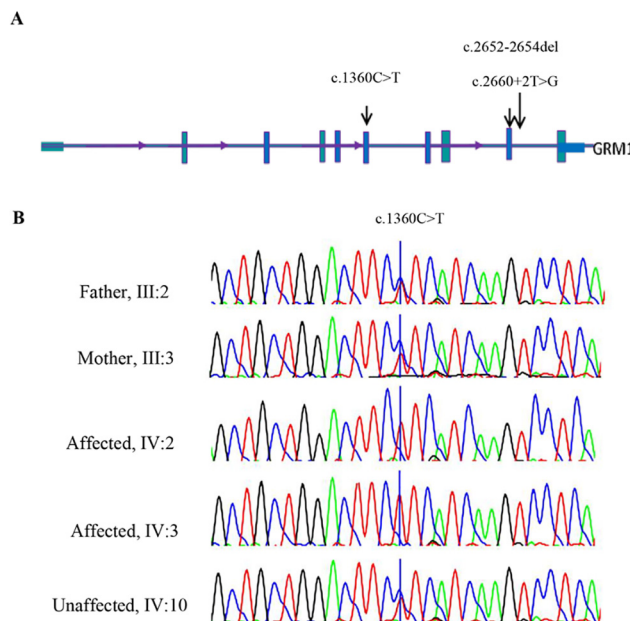 A
c.2652-2654del
c.1360C>T
c.2660+2T>G
GRM1
B
c.1360C>T
Father, III:2
Mother, III:3
Affected, IV:2
Affected, IV:3
Unaffected, IV:10